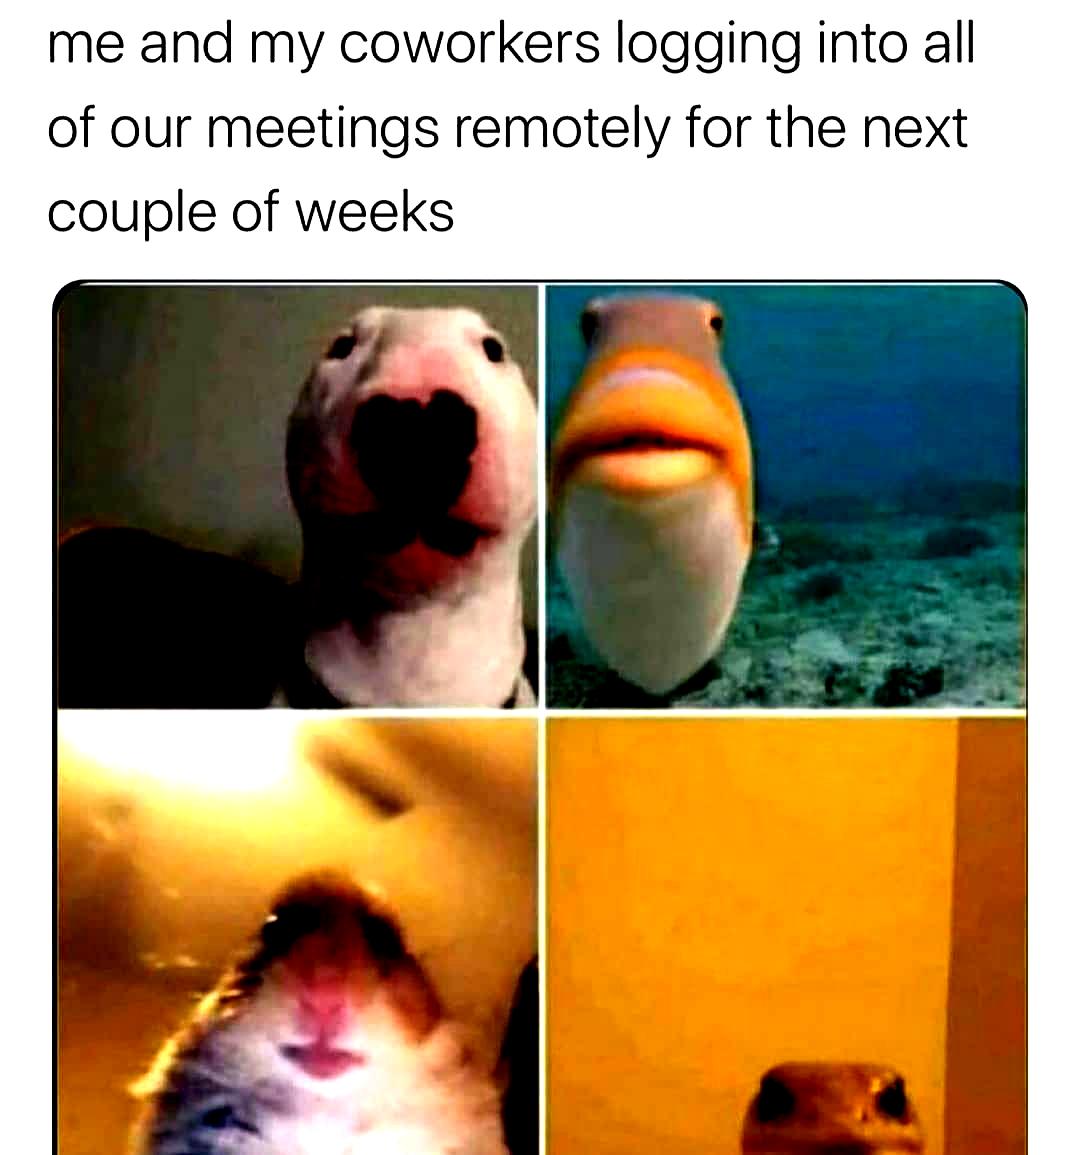 me and my coworkers logging into all
of our meetings remotely for the next
couple of weeks